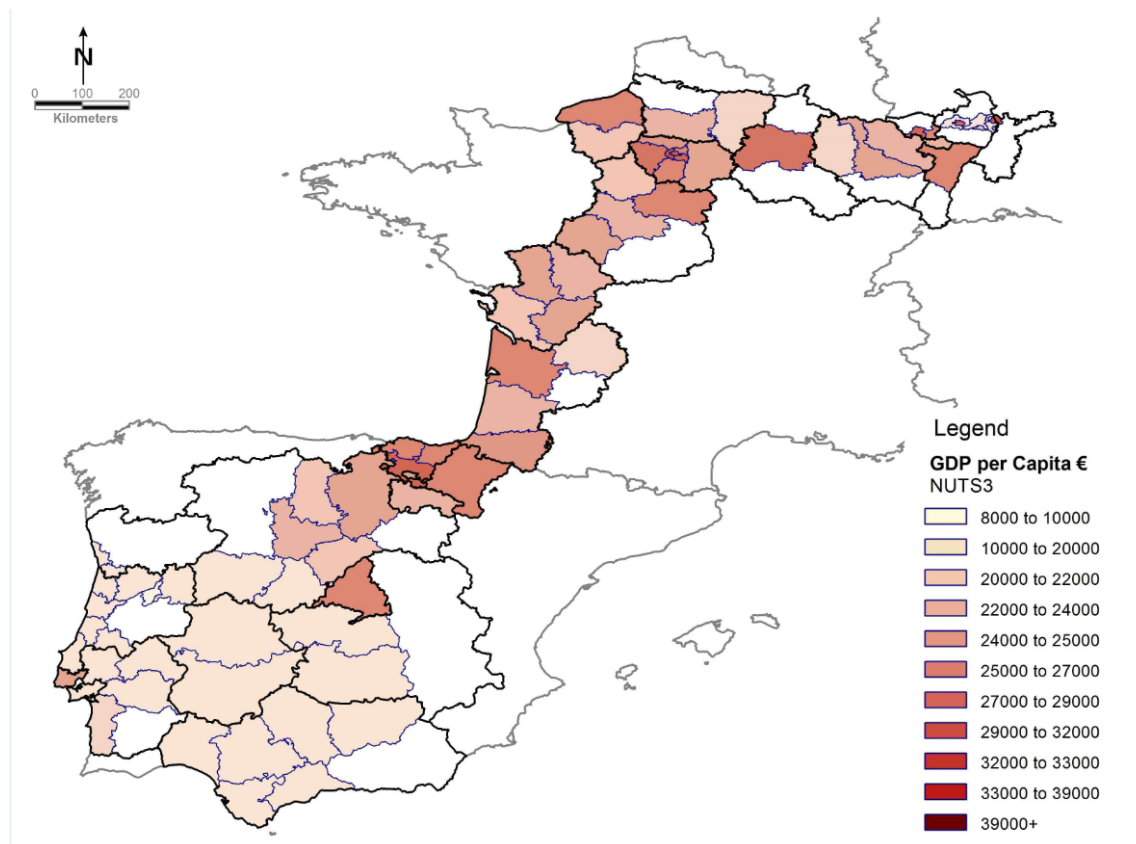 N
0 100 200
Kilometers
Legend
GDP per Capita €
NUTS3
8000 to 10000
10000 to 20000
20000 to 22000
22000 to 24000
24000 to 25000
25000 to 27000
27000 to 29000
29000 to 32000
32000 to 33000
33000 to 39000
39000+